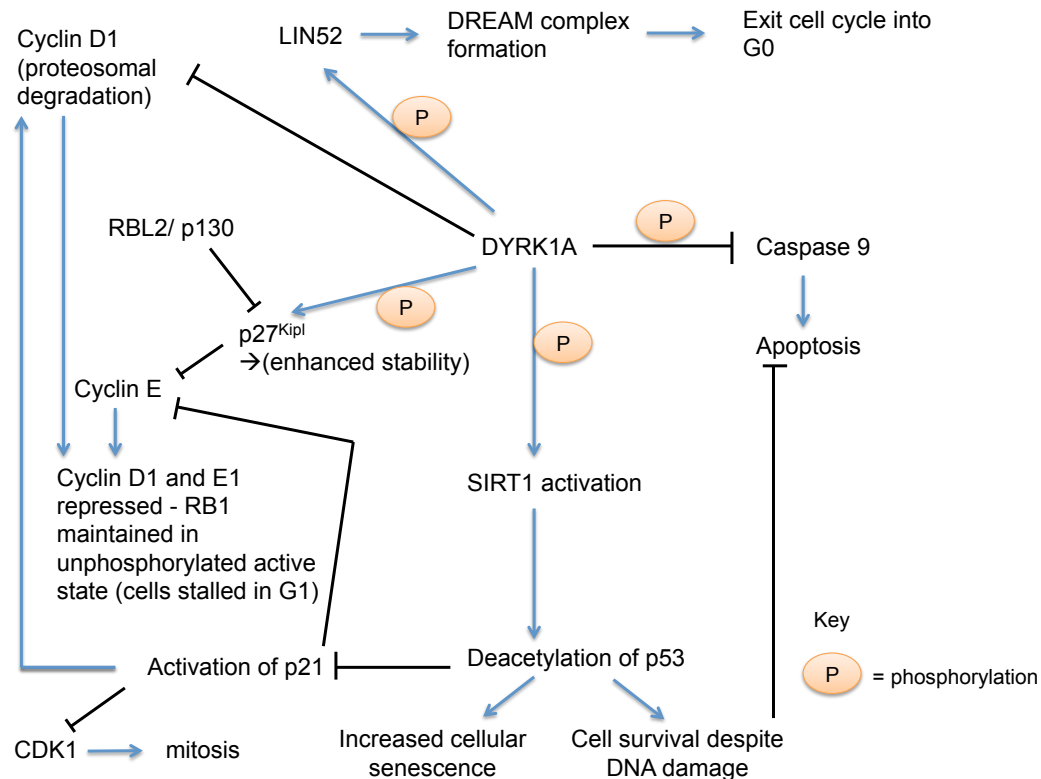 Cyclin D1
(proteosomal
degradation)
LIN52
DREAM complex
formation
Exit cell cycle into
G0
P
RBL2/ p130
DYRK1A
P
Caspase 9
P
p27Kipl
→(enhanced stability)
P
Apoptosis
Cyclin E
Cyclin D1 and E1
repressed - RB1
maintained in
unphosphorylated active
state (cells stalled in G1)
SIRT1 activation
Activation of p21
Deacetylation of p53
Key
P = phosphorylation
CDK1
mitosis
Increased cellular
senescence
Cell survival despite
DNA damage